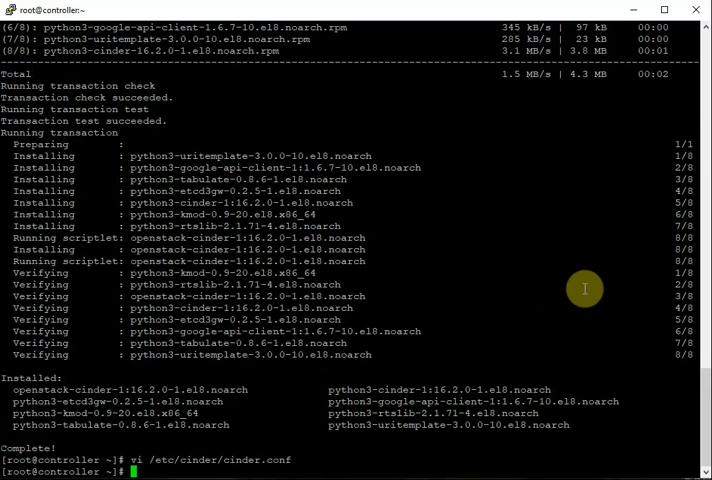 root@controller:~
(6/8): python3-google-api-client-1.6.7-10.el8.noarch.rpm 345 kB/s | 97 kB 00:00
(7/8): python3-uritemplate-3.0.0-10.el8.noarch.rpm 285 kB/s | 23 kB 00:00
(8/8): python3-cinder-16.2.0-1.el8.noarch.rpm 3.1 MB/s | 3.8 MB 00:01
--------------------------------------------------------------------------------
Total 1.5 MB/s | 4.3 MB 00:02
Running transaction check
Transaction check succeeded.
Running transaction test
Transaction test succeeded.
Running transaction
Preparing : 1/1
Installing : python3-uritemplate-3.0.0-10.el8.noarch 1/8
Installing : python3-google-api-client-1:1.6.7-10.el8.noarch 2/8
Installing : python3-tabulate-0.8.6-1.el8.noarch 3/8
Installing : python3-etcd3gw-0.2.5-1.el8.noarch 4/8
Installing : python3-cinder-1:16.2.0-1.el8.noarch 5/8
Installing : python3-kmod-0.9-20.el8.x86_64 6/8
Installing : python3-rtslib-2.1.71-4.el8.noarch 7/8
Running scriptlet: openstack-cinder-1:16.2.0-1.el8.noarch 8/8
Installing : openstack-cinder-1:16.2.0-1.el8.noarch 8/8
Running scriptlet: openstack-cinder-1:16.2.0-1.el8.noarch 8/8
Verifying : python3-kmod-0.9-20.el8.x86_64 1/8
Verifying : python3-rtslib-2.1.71-4.el8.noarch 2/8
Verifying : openstack-cinder-1:16.2.0-1.el8.noarch 3/8
Verifying : python3-cinder-1:16.2.0-1.el8.noarch 4/8
Verifying : python3-etcd3gw-0.2.5-1.el8.noarch 5/8
Verifying : python3-google-api-client-1:1.6.7-10.el8.noarch 6/8
Verifying : python3-tabulate-0.8.6-1.el8.noarch 7/8
Verifying : python3-uritemplate-3.0.0-10.el8.noarch 8/8
Installed:
openstack-cinder-1:16.2.0-1.el8.noarch python3-cinder-1:16.2.0-1.el8.noarch
python3-etcd3gw-0.2.5-1.el8.noarch python3-google-api-client-1:1.6.7-10.el8.noarch
python3-kmod-0.9-20.el8.x86_64 python3-rtslib-2.1.71-4.el8.noarch
python3-tabulate-0.8.6-1.el8.noarch python3-uritemplate-3.0.0-10.el8.noarch
Complete!
[root@controller ~]# vi /etc/cinder/cinder.conf
[root@controller ~]#